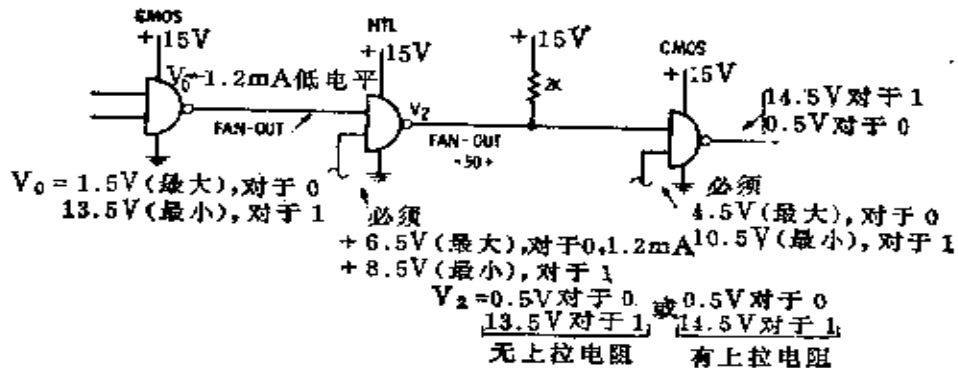 CMOS
+15V
HTL
+15V
+15V
CMOS
+15V
2K
V₀ 1.2mA低电平
V₂
FAN-OUT
FAN-OUT
50+
14.5V对于1
0.5V对于0
V₀=1.5V(最大),对于0
13.5V(最小),对于1
必须
+6.5V(最大),对于0,1.2mA
+8.5V(最小),对于1
必须
4.5V(最大),对于0
10.5V(最小),对于1
V₂=0.5V对于0 或 0.5V对于0
13.5V对于1 14.5V对于1
无上拉电阻 有上拉电阻